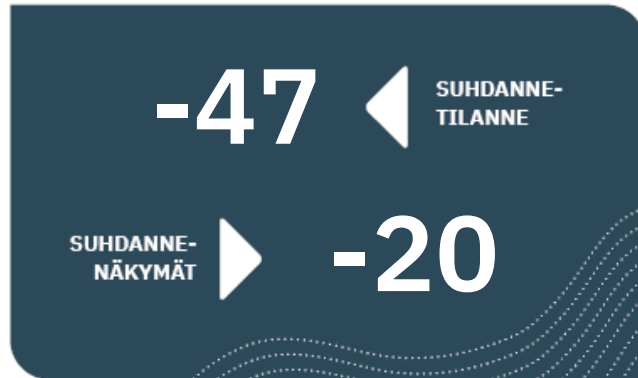 -47
SUHDANNE-
TILANNE
SUHDANNE-
NÄKYMÄT
-20